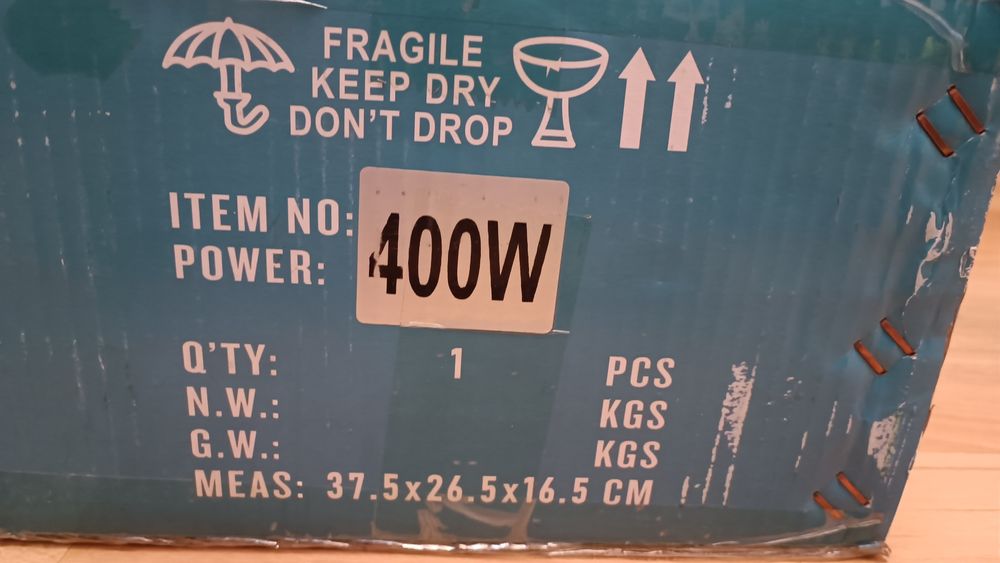 FRAGILE
KEEP DRY
DON'T DROP
ITEM NO:
POWER:
400W
Q'TY: 1 PCS
N.W.: KGS
G.W.: KGS
MEAS: 37.5x26.5x16.5 CM